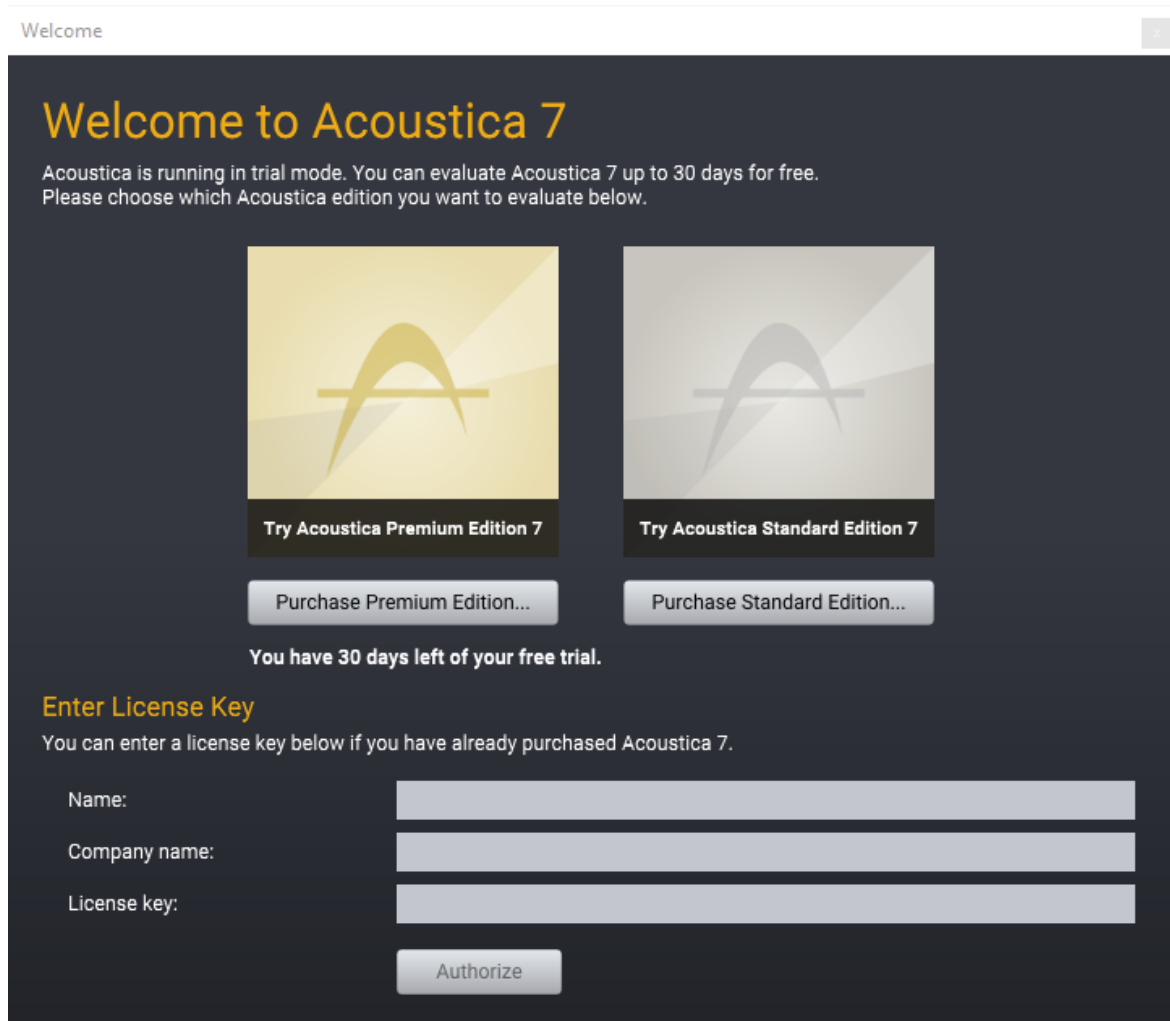 Welcome
x
Welcome to Acoustica 7
Acoustica is running in trial mode. You can evaluate Acoustica 7 up to 30 days for free.
Please choose which Acoustica edition you want to evaluate below.
Try Acoustica Premium Edition 7
Try Acoustica Standard Edition 7
Purchase Premium Edition...
Purchase Standard Edition...
You have 30 days left of your free trial.
Enter License Key
You can enter a license key below if you have already purchased Acoustica 7.
Name:
Company name:
License key:
Authorize